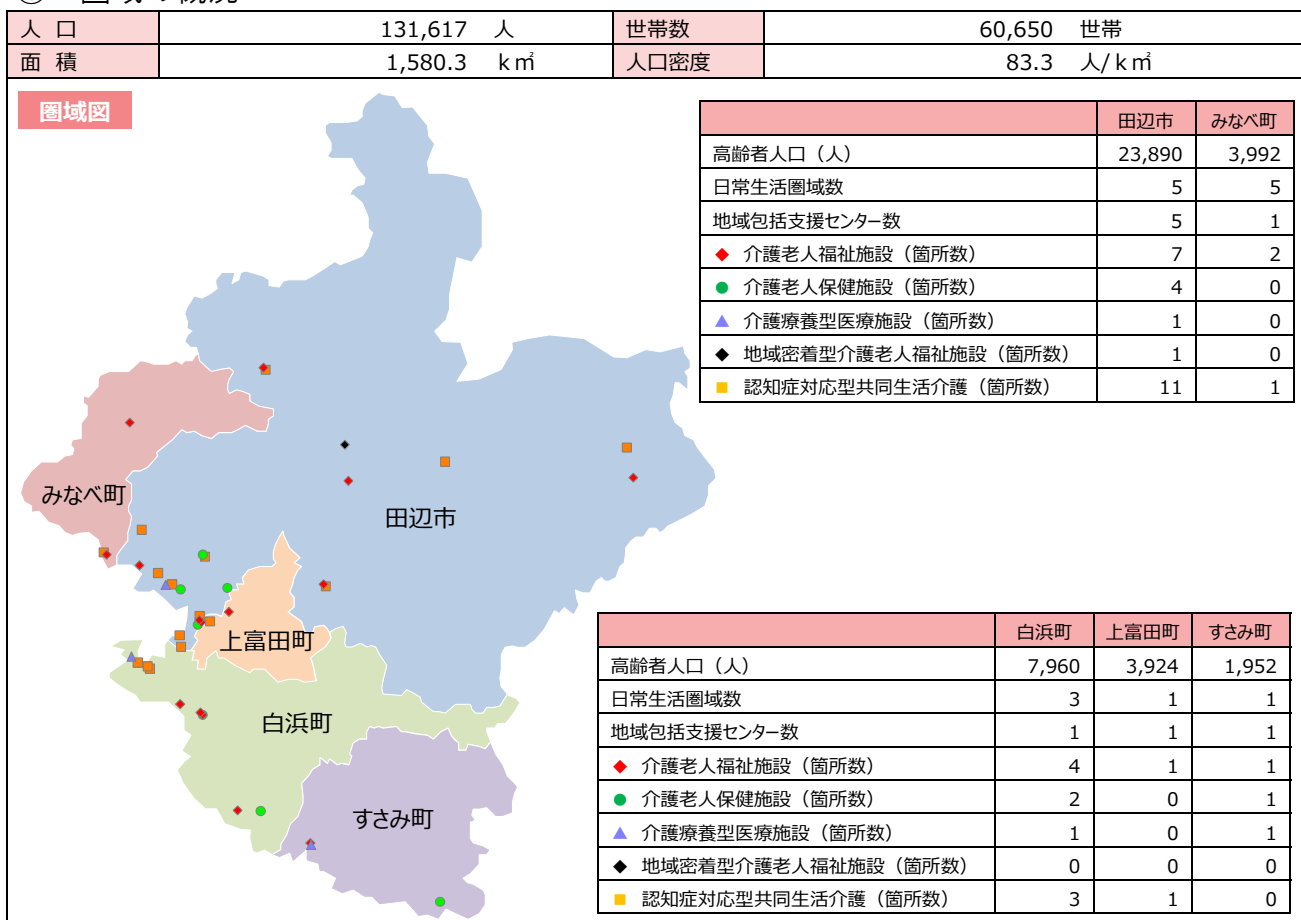 人 口 131,617 人 世帯数 60,650 世帯
面 積 1,580.3 k㎡ 人口密度 83.3 人/k㎡
圏域図
田辺市 みなべ町
高齢者人口（人） 23,890 3,992
日常生活圏域数 5 5
地域包括支援センター数 5 1
◆ 介護老人福祉施設（箇所数） 7 2
● 介護老人保健施設（箇所数） 4 0
▲ 介護療養型医療施設（箇所数） 1 0
◆ 地域密着型介護老人福祉施設（箇所数） 1 0
■ 認知症対応型共同生活介護（箇所数） 11 1
みなべ町
田辺市
上富田町
白浜町
すさみ町
白浜町 上富田町 すさみ町
高齢者人口（人） 7,960 3,924 1,952
日常生活圏域数 3 1 1
地域包括支援センター数 1 1 1
◆ 介護老人福祉施設（箇所数） 4 1 1
● 介護老人保健施設（箇所数） 2 0 1
▲ 介護療養型医療施設（箇所数） 1 0 1
◆ 地域密着型介護老人福祉施設（箇所数） 0 0 0
■ 認知症対応型共同生活介護（箇所数） 3 1 0